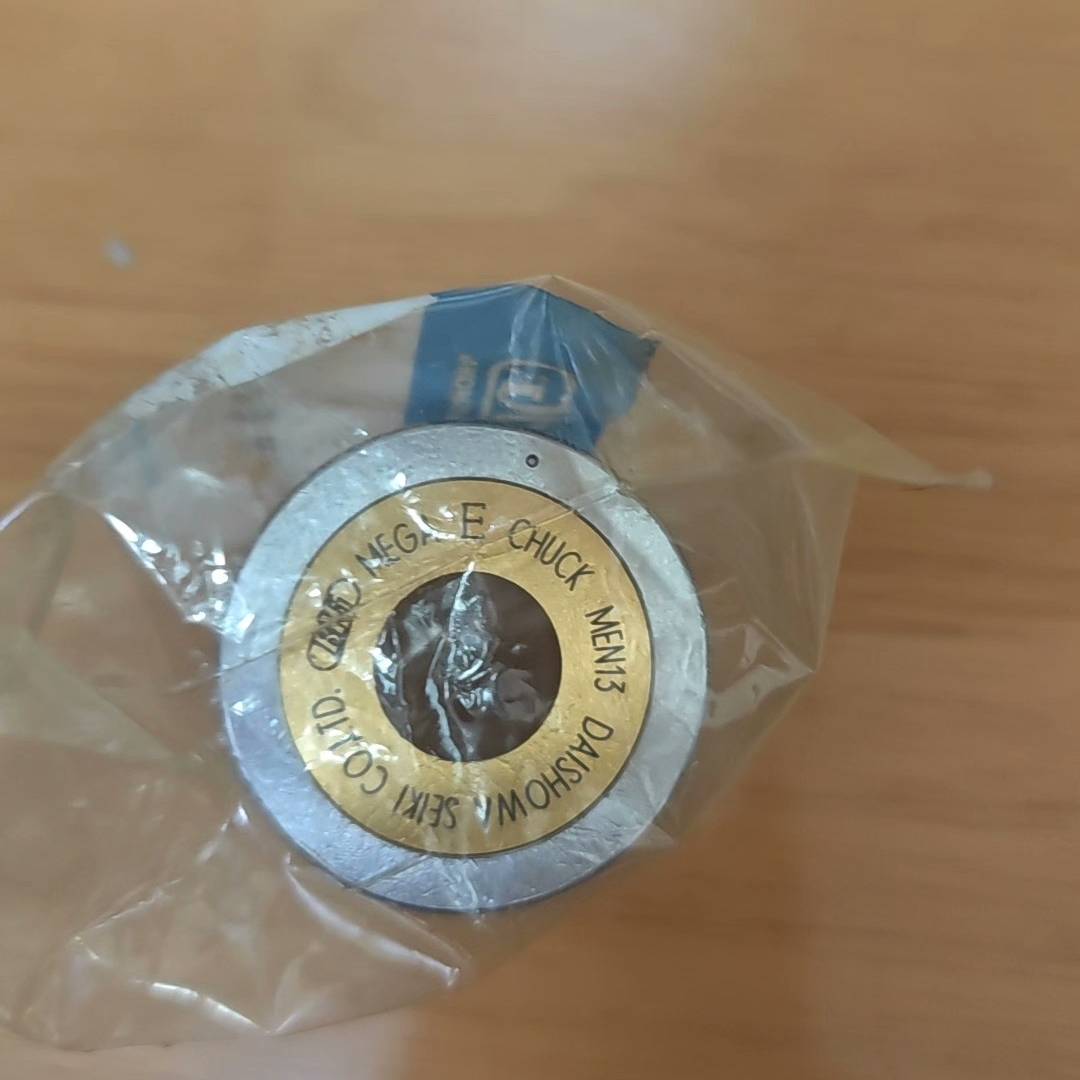 MEGA E CHUCK MEN13 DAISHOWA SEIKI CO.LTD.